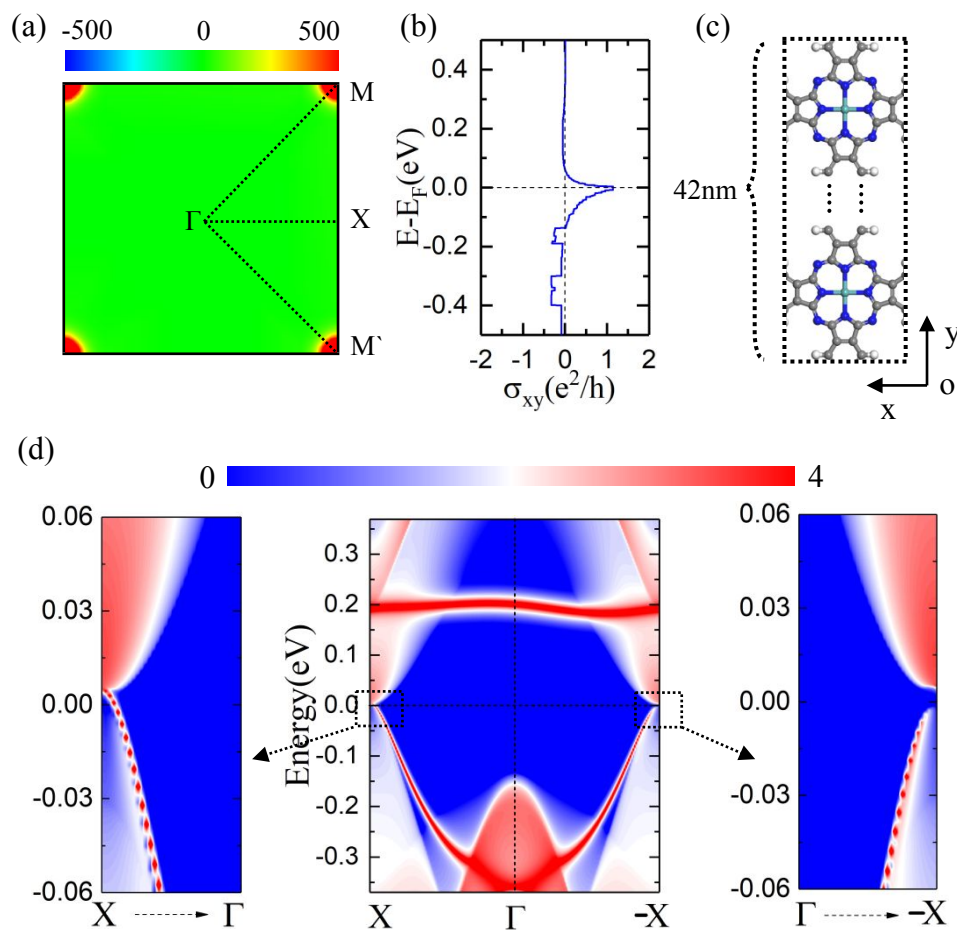 (a)
-500 0 500
M
Γ
X
M`
(b)
0.4
0.2
0.0
-0.2
-0.4
E-E_F(eV)
-2 -1 0 1 2
σ_xy(e²/h)
(c)
42nm
y
o
x
(d)
0 4
0.06
0.03
0.00
-0.03
-0.06
X Γ
Energy(eV)
0.3
0.2
0.1
0.0
-0.1
-0.2
-0.3
X Γ -X
0.06
0.03
0.00
-0.03
-0.06
Γ -X